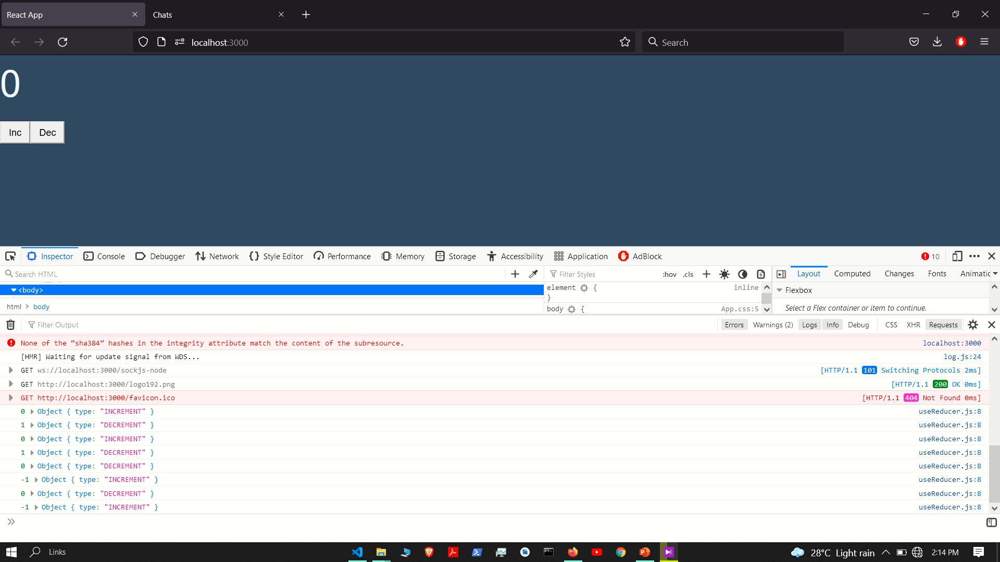 React App
Chats
localhost:3000
Search
0
Inc Dec
Inspector Console Debugger Network Style Editor Performance Memory Storage Accessibility Application AdBlock 10
Search HTML
Filter Styles :hov .cls
Layout Computed Changes Fonts Animatic
<body>
element { inline
}
body { App.css:5
Flexbox
Select a Flex container or item to continue.
html body
Filter Output Errors Warnings (2) Logs Info Debug CSS XHR Requests
None of the “sha384” hashes in the integrity attribute match the content of the subresource. localhost:3000
[HMR] Waiting for update signal from WDS... log.js:24
GET ws://localhost:3000/sockjs-node [HTTP/1.1 101 Switching Protocols 2ms]
GET http://localhost:3000/logo192.png [HTTP/1.1 200 OK 0ms]
GET http://localhost:3000/favicon.ico [HTTP/1.1 404 Not Found 0ms]
0 Object { type: "INCREMENT" } useReducer.js:8
1 Object { type: "DECREMENT" } useReducer.js:8
0 Object { type: "INCREMENT" } useReducer.js:8
1 Object { type: "DECREMENT" } useReducer.js:8
0 Object { type: "DECREMENT" } useReducer.js:8
-1 Object { type: "INCREMENT" } useReducer.js:8
0 Object { type: "DECREMENT" } useReducer.js:8
-1 Object { type: "INCREMENT" } useReducer.js:8
Links
28°C Light rain
2:14 PM